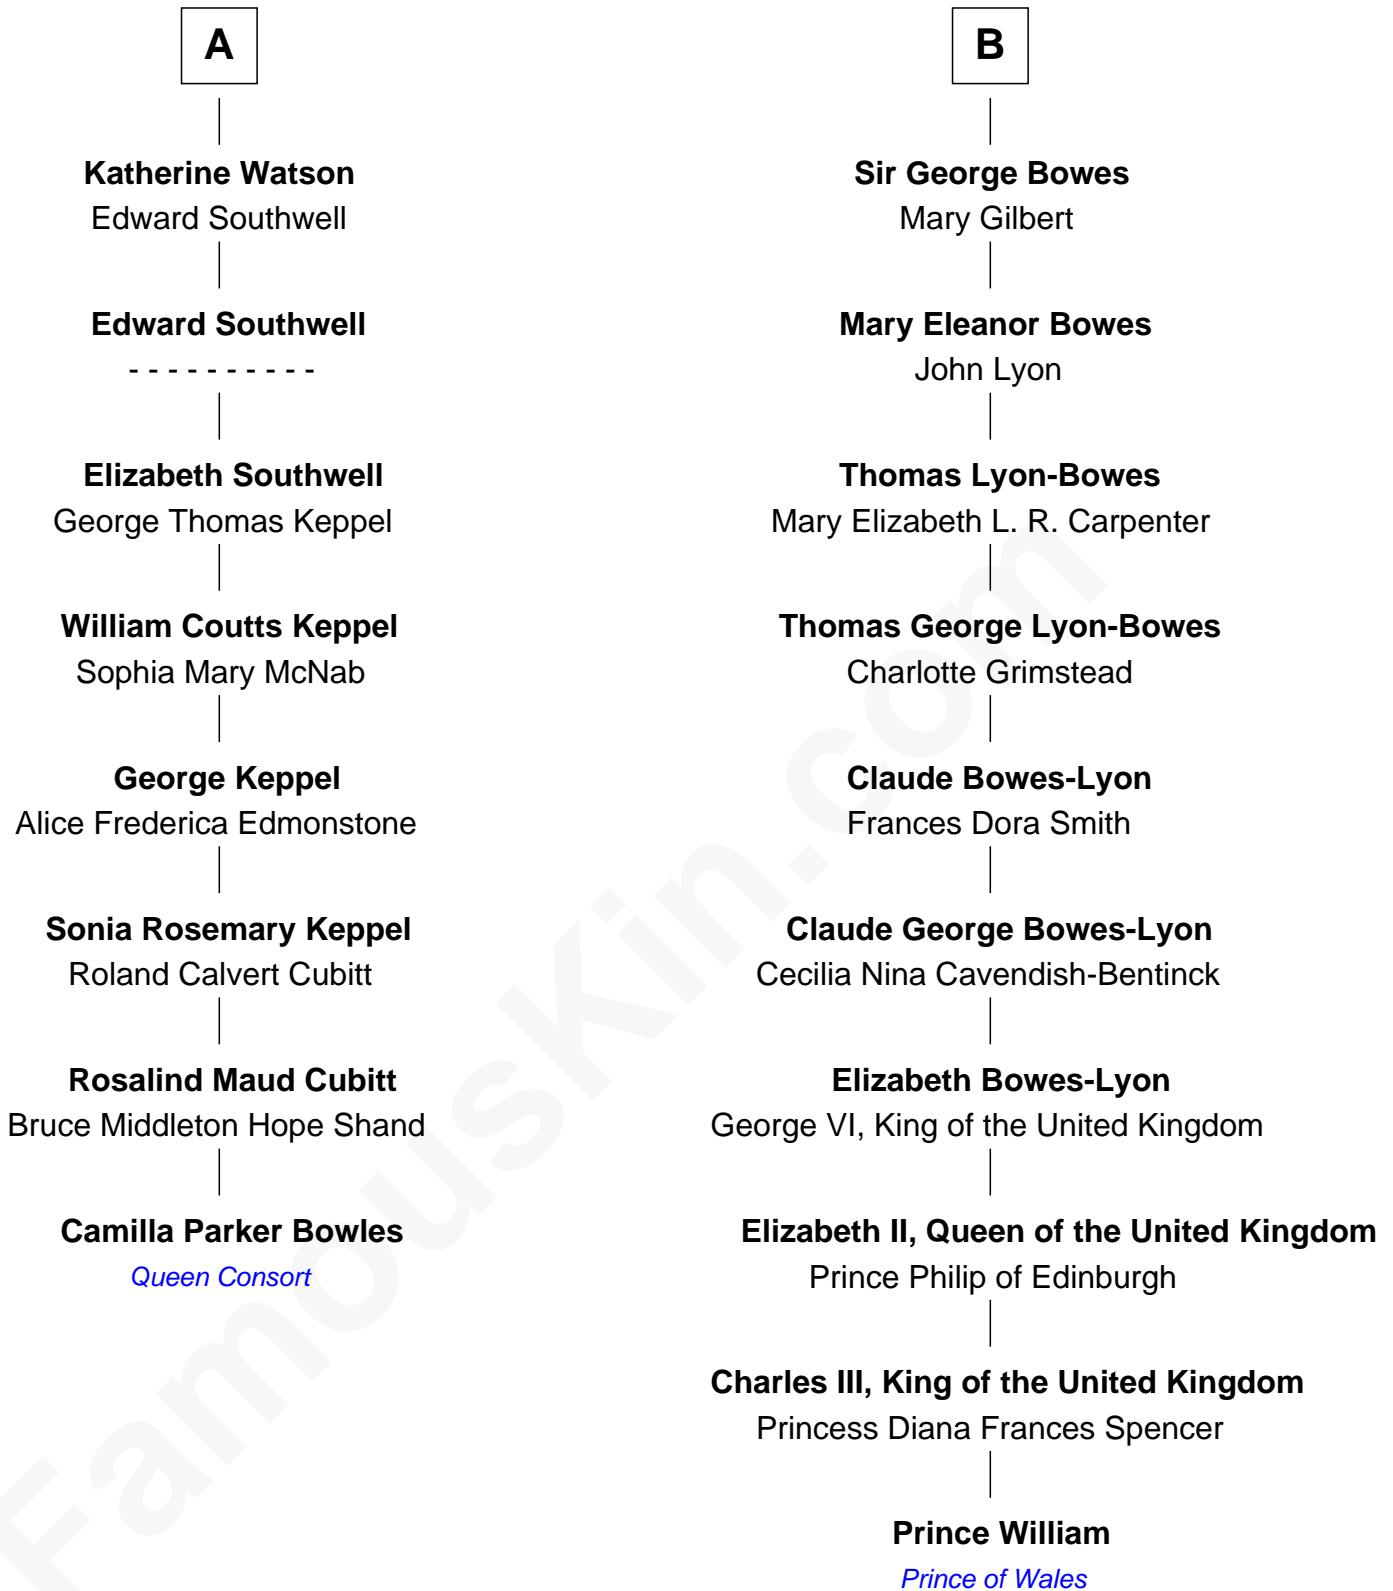 A
Katherine Watson
Edward Southwell
Edward Southwell
- - - - - - - - - -
Elizabeth Southwell
George Thomas Keppel
William Coutts Keppel
Sophia Mary McNab
George Keppel
Alice Frederica Edmonstone
Sonia Rosemary Keppel
Roland Calvert Cubitt
Rosalind Maud Cubitt
Bruce Middleton Hope Shand
Camilla Parker Bowles
Queen Consort
B
Sir George Bowes
Mary Gilbert
Mary Eleanor Bowes
John Lyon
Thomas Lyon-Bowes
Mary Elizabeth L. R. Carpenter
Thomas George Lyon-Bowes
Charlotte Grimstead
Claude Bowes-Lyon
Frances Dora Smith
Claude George Bowes-Lyon
Cecilia Nina Cavendish-Bentinck
Elizabeth Bowes-Lyon
George VI, King of the United Kingdom
Elizabeth II, Queen of the United Kingdom
Prince Philip of Edinburgh
Charles III, King of the United Kingdom
Princess Diana Frances Spencer
Prince William
Prince of Wales
FamousKin.com